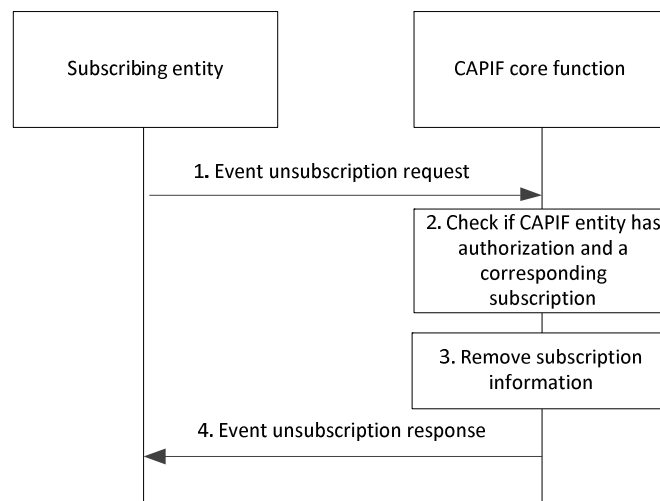 Subscribing entity
CAPIF core function
1. Event unsubscription request
2. Check if CAPIF entity has
authorization and a
corresponding
subscription
3. Remove subscription
information
4. Event unsubscription response